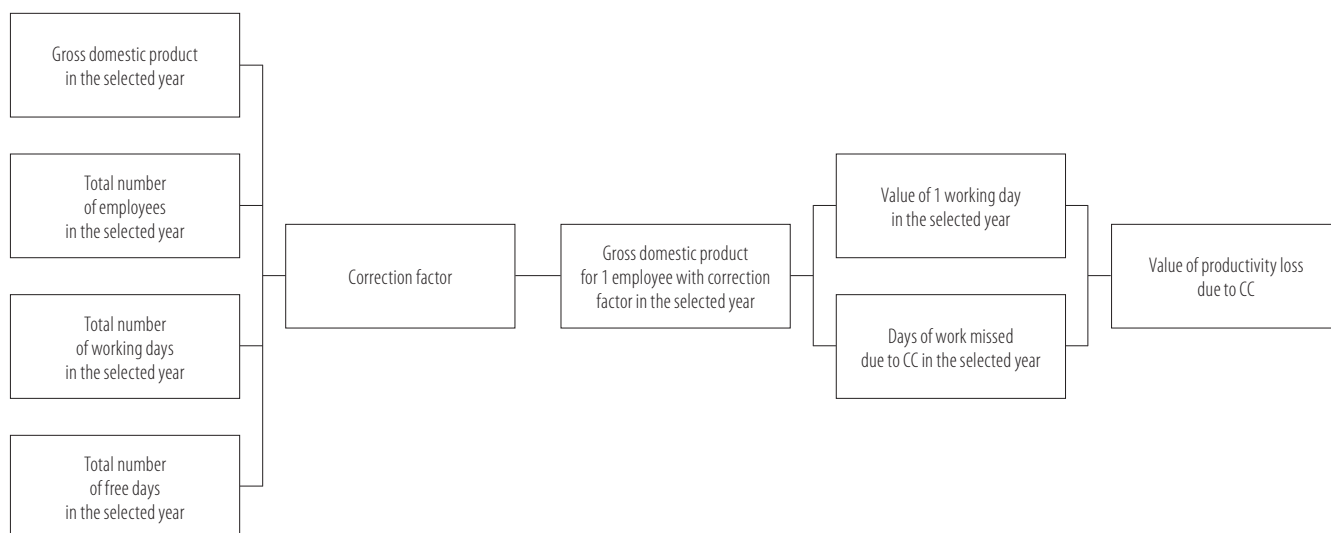 Gross domestic product
in the selected year
Total number
of employees
in the selected year
Total number
of working days
in the selected year
Total number
of free days
in the selected year
Correction factor
Gross domestic product
for 1 employee with correction
factor in the selected year
Value of 1 working day
in the selected year
Days of work missed
due to CC in the selected year
Value of productivity loss
due to CC